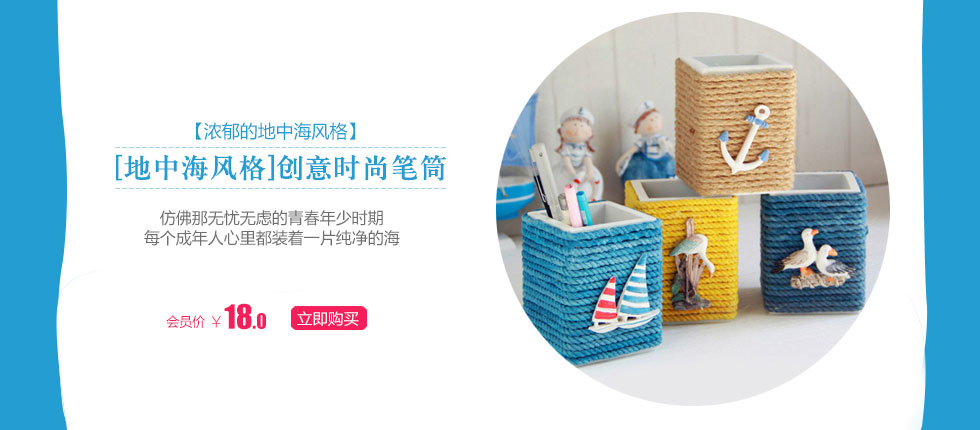 【浓郁的地中海风格】
[地中海风格]创意时尚笔筒
仿佛那无忧无虑的青春年少时期
每个成年人心里都装着一片纯净的海
会员价 ￥18.0 立即购买